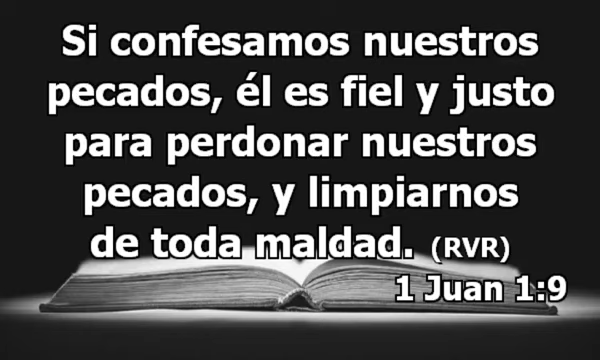 Si confesamos nuestros
pecados, él es fiel y justo
para perdonar nuestros
pecados, y limpiarnos
de toda maldad. (RVR)
1 Juan 1:9